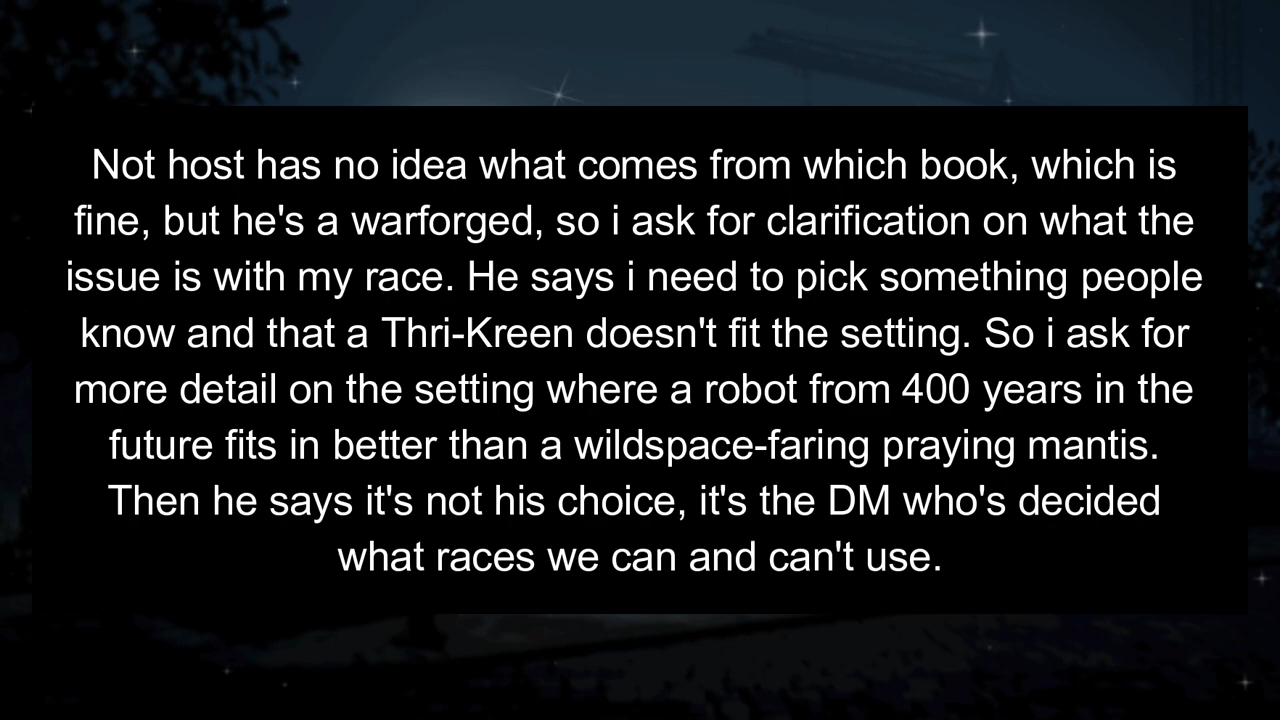 Not host has no idea what comes from which book, which is
fine, but he's a warforged, so i ask for clarification on what the
issue is with my race. He says i need to pick something people
know and that a Thri-Kreen doesn't fit the setting. So i ask for
more detail on the setting where a robot from 400 years in the
future fits in better than a wildspace-faring praying mantis.
Then he says it's not his choice, it's the DM who's decided
what races we can and can't use.